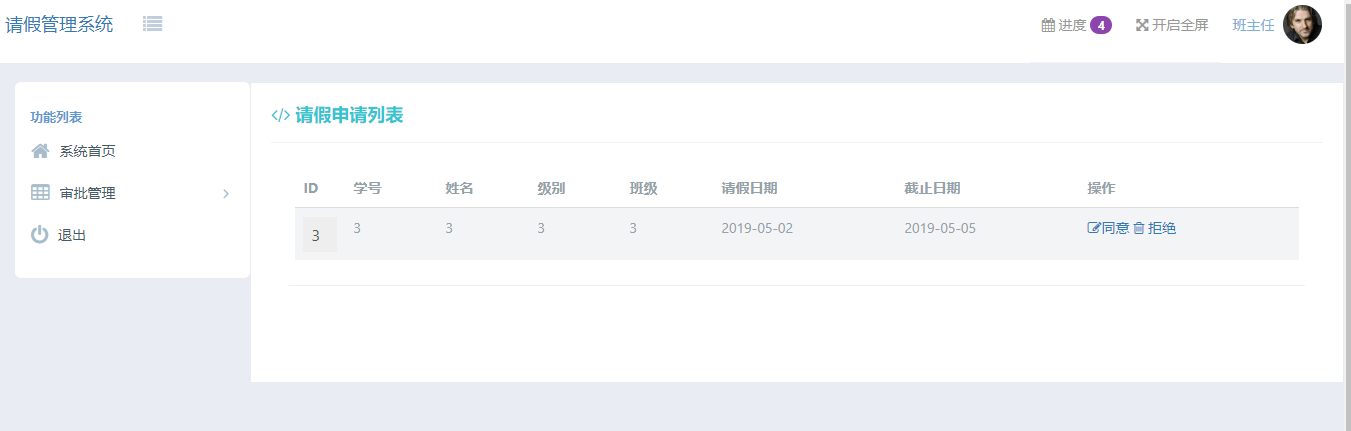 请假管理系统
进度 4 开启全屏 班主任
功能列表
系统首页
审批管理
退出
</> 请假申请列表
ID 学号 姓名 级别 班级 请假日期 截止日期 操作
3 3 3 3 3 2019-05-02 2019-05-05 同意 拒绝